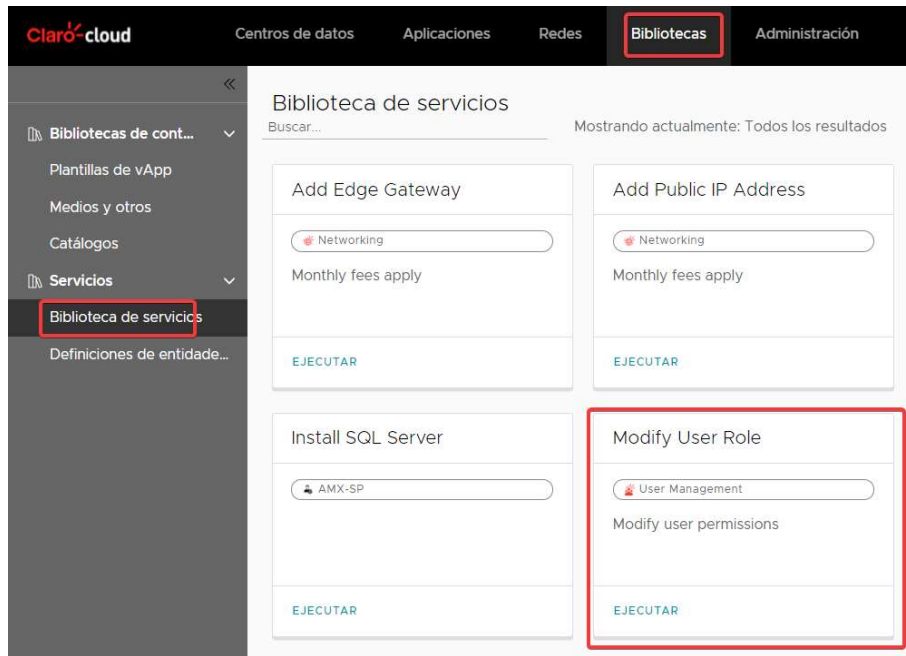 Claro-cloud
Centros de datos
Aplicaciones
Redes
Bibliotecas
Administración
Bibliotecas de cont...
Plantillas de vApp
Medios y otros
Catálogos
Servicios
Biblioteca de servicios
Definiciones de entidade...
Biblioteca de servicios
Buscar...
Mostrando actualmente: Todos los resultados
Add Edge Gateway
Networking
Monthly fees apply
EJECUTAR
Add Public IP Address
Networking
Monthly fees apply
EJECUTAR
Install SQL Server
AMX-SP
EJECUTAR
Modify User Role
User Management
Modify user permissions
EJECUTAR